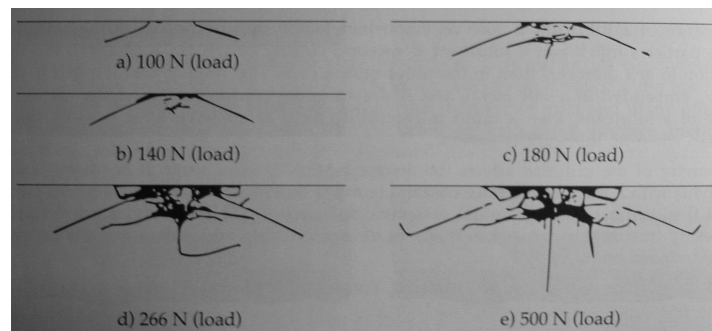 a) 100 N (load)
b) 140 N (load)
c) 180 N (load)
d) 266 N (load)
e) 500 N (load)